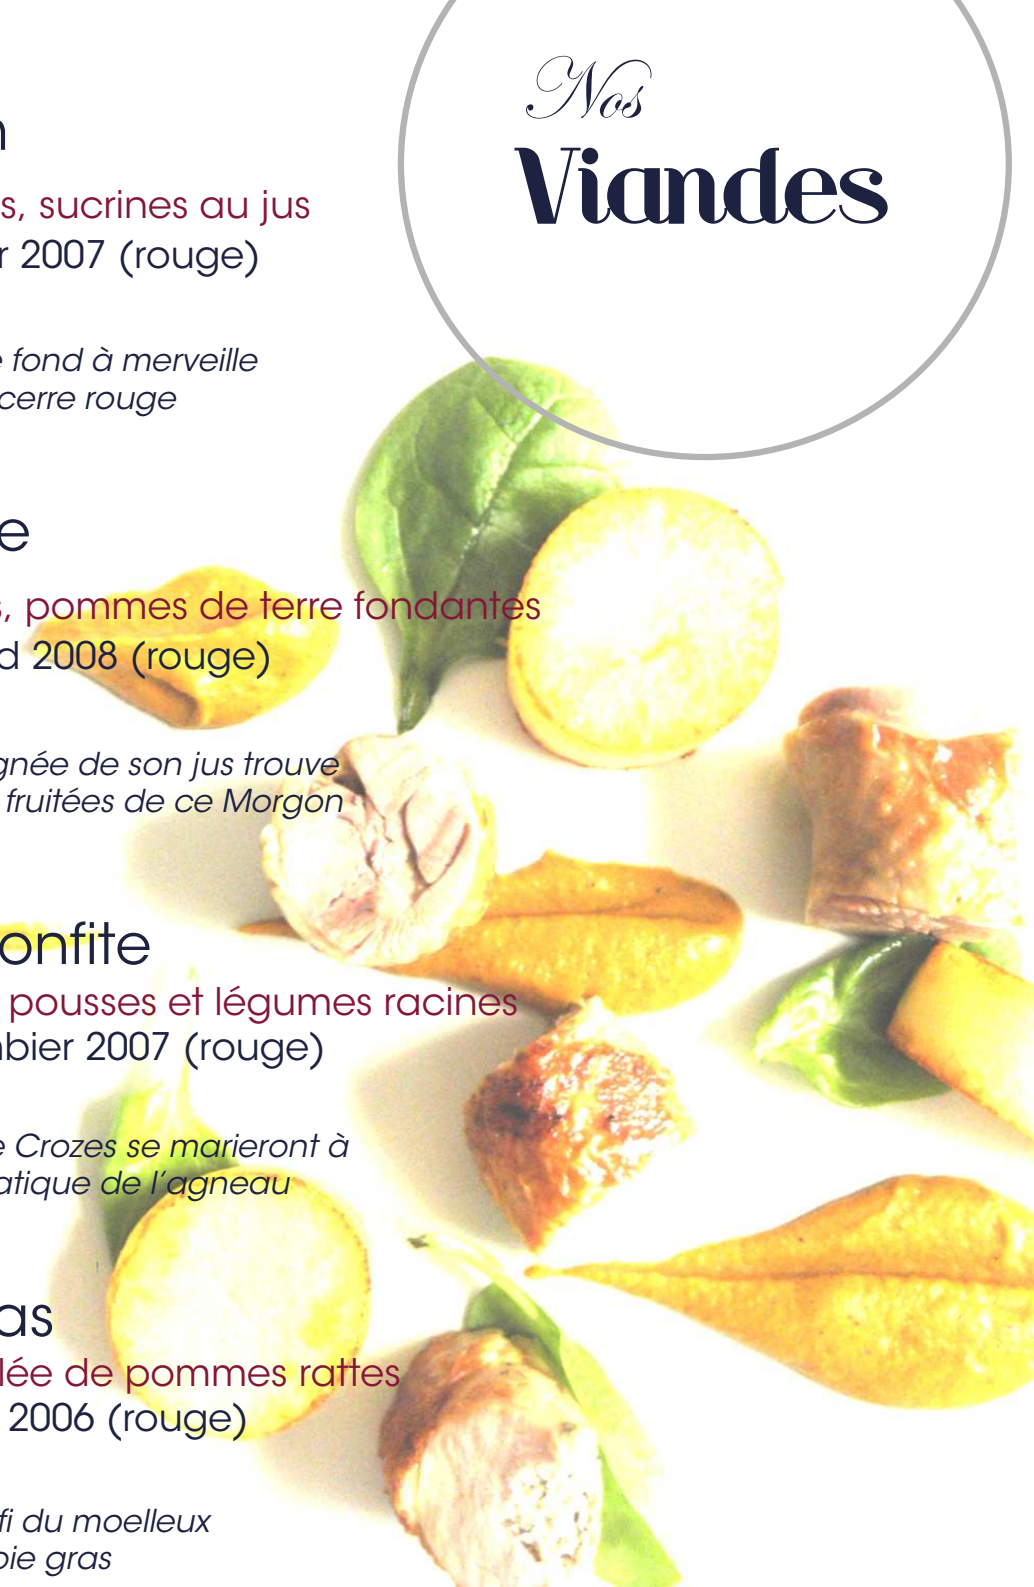 Nos
Viandes
s, sucrines au jus
r 2007 (rouge)
e fond à merveille
cerre rouge
e
s, pommes de terre fondantes
d 2008 (rouge)
gnée de son jus trouve
fruitées de ce Morgon
onfite
pousses et légumes racines
bier 2007 (rouge)
e Crozes se marieront à
atique de l'agneau
as
lée de pommes rattes
2006 (rouge)
fi du moelleux
oie gras